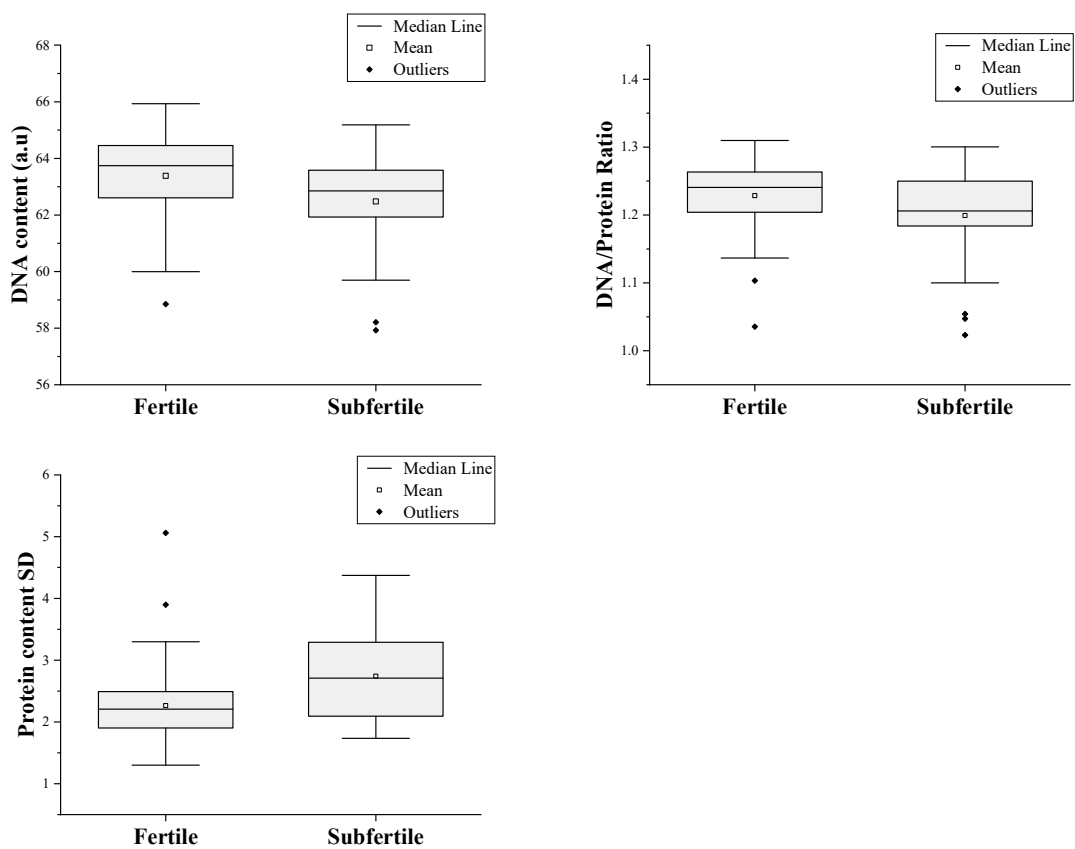 Median Line
Mean
Outliers
DNA content (a.u)
68
66
64
62
60
58
56
Fertile
Subfertile
Median Line
Mean
Outliers
DNA/Protein Ratio
1.4
1.3
1.2
1.1
1.0
Fertile
Subfertile
Median Line
Mean
Outliers
Protein content SD
6
5
4
3
2
1
Fertile
Subfertile